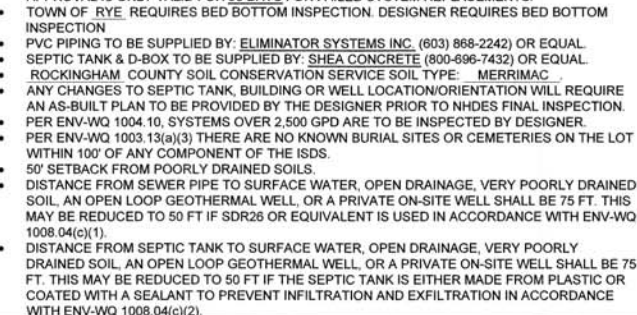 • TOWN OF RYE REQUIRES BED BOTTOM INSPECTION. DESIGNER REQUIRES BED BOTTOM
INSPECTION
• PVC PIPING TO BE SUPPLIED BY: ELIMINATOR SYSTEMS INC. (603) 868-2242) OR EQUAL.
• SEPTIC TANK & D-BOX TO BE SUPPLIED BY: SHEA CONCRETE (800-696-7432) OR EQUAL.
• ROCKINGHAM COUNTY SOIL CONSERVATION SERVICE SOIL TYPE: MERRIMAC.
• ANY CHANGES TO SEPTIC TANK, BUILDING OR WELL LOCATION/ORIENTATION WILL REQUIRE
AN AS-BUILT PLAN TO BE PROVIDED BY THE DESIGNER PRIOR TO NHDES FINAL INSPECTION.
• PER ENV-WQ 1004.10, SYSTEMS OVER 2,500 GPD ARE TO BE INSPECTED BY DESIGNER.
• PER ENV-WQ 1003.13(a)(3) THERE ARE NO KNOWN BURIAL SITES OR CEMETERIES ON THE LOT
WITHIN 100' OF ANY COMPONENT OF THE ISDS.
• 50' SETBACK FROM POORLY DRAINED SOILS.
• DISTANCE FROM SEWER PIPE TO SURFACE WATER, OPEN DRAINAGE, VERY POORLY DRAINED
SOIL, AN OPEN LOOP GEOTHERMAL WELL, OR A PRIVATE ON-SITE WELL SHALL BE 75 FT. THIS
MAY BE REDUCED TO 50 FT IF SDR26 OR EQUIVALENT IS USED IN ACCORDANCE WITH ENV-WQ
1008.04(c)(1).
• DISTANCE FROM SEPTIC TANK TO SURFACE WATER, OPEN DRAINAGE, VERY POORLY
DRAINED SOIL, AN OPEN LOOP GEOTHERMAL WELL, OR A PRIVATE ON-SITE WELL SHALL BE 75
FT. THIS MAY BE REDUCED TO 50 FT IF THE SEPTIC TANK IS EITHER MADE FROM PLASTIC OR
COATED WITH A SEALANT TO PREVENT INFILTRATION AND EXFILTRATION IN ACCORDANCE
WITH ENV-WQ 1008.04(c)(2).